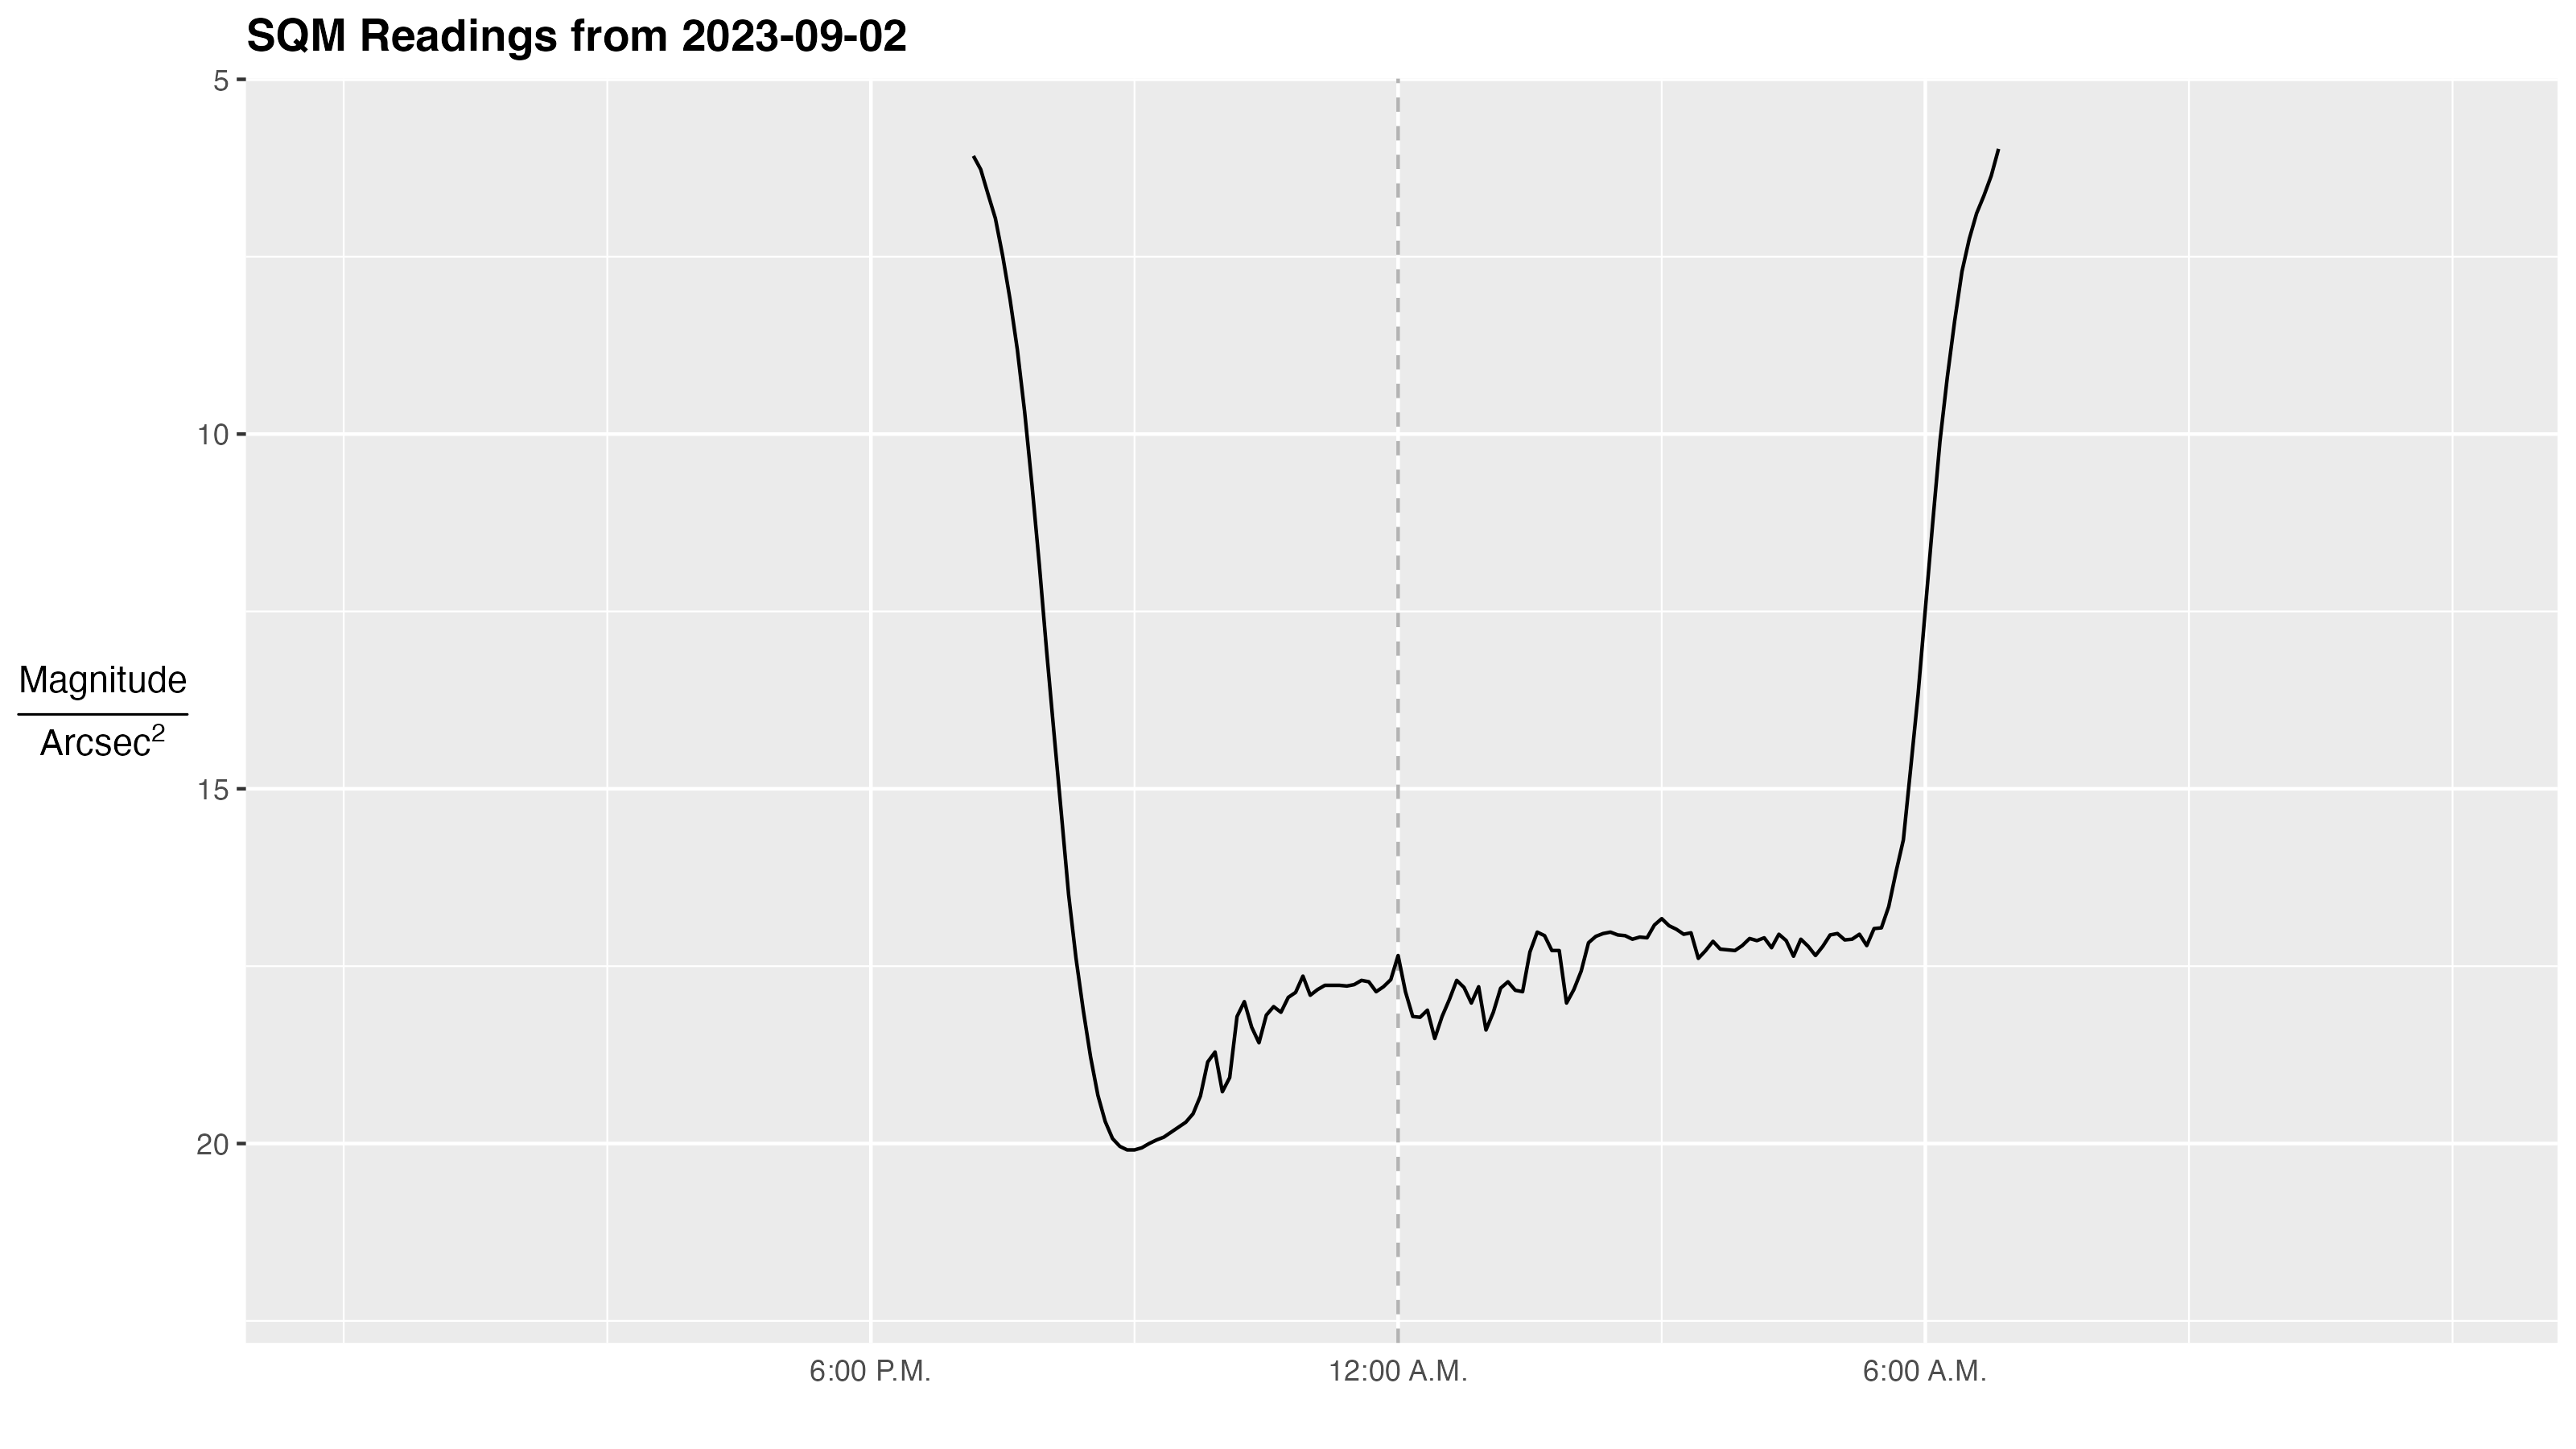 SQM Readings from 2023-09-02
5
10
15
20
Magnitude
Arcsec²
6:00 P.M.
12:00 A.M.
6:00 A.M.